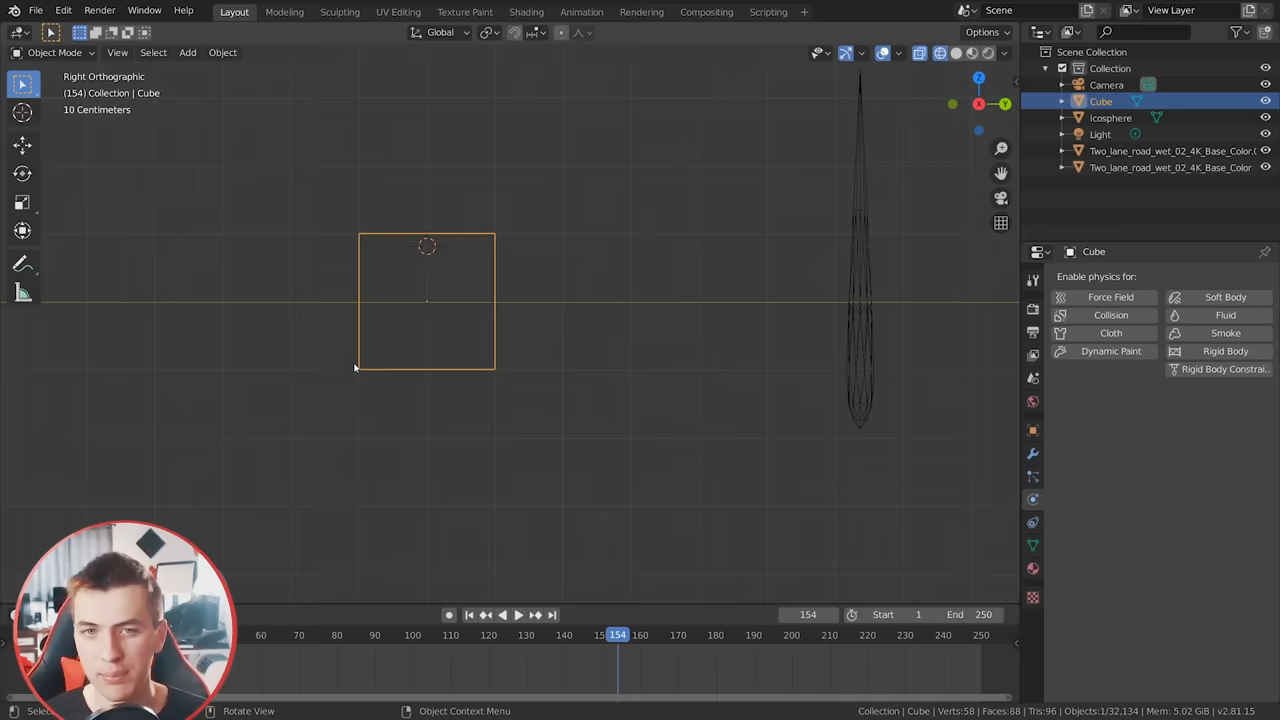 File Edit Render Window Help Layout Modeling Sculpting UV Editing Texture Paint Shading Animation Rendering Compositing Scripting + Scene View Layer
Global Options
Object Mode View Select Add Object
Right Orthographic
(154) Collection | Cube
10 Centimeters
Z
X
Y
Scene Collection
Collection
Camera
Cube
Icosphere
Light
Two_lane_road_wet_02_4K_Base_Color.0
Two_lane_road_wet_02_4K_Base_Color
Cube
Enable physics for:
Force Field Soft Body
Collision Fluid
Cloth Smoke
Dynamic Paint Rigid Body
Rigid Body Constrai..
154 Start 1 End 250
60 70 80 90 100 110 120 130 140 15 154 160 170 180 190 200 210 220 230 240 250
Selec Rotate View Object Context Menu Collection | Cube | Verts:58 | Faces:88 | Tris:96 | Objects:1/32,134 | Mem: 5.02 GiB | v2.81.15